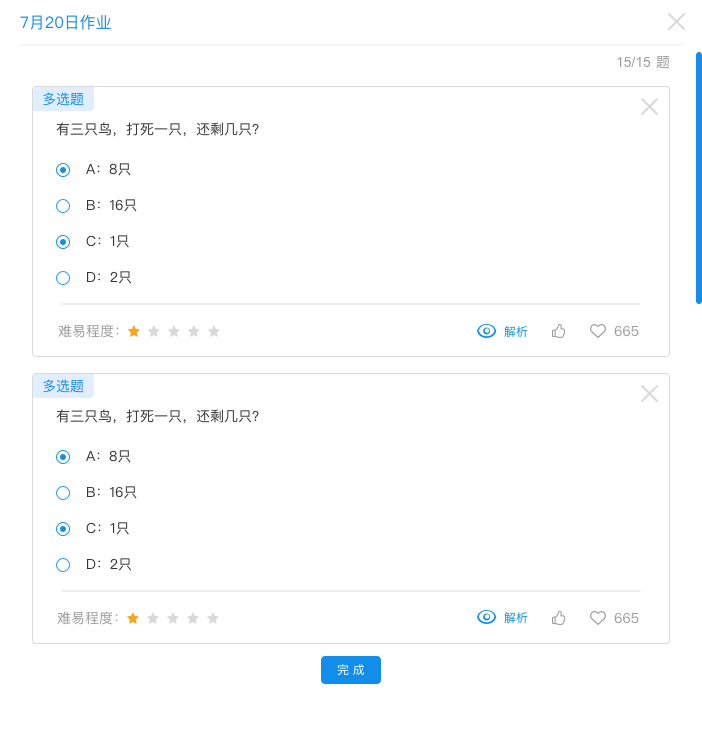 7月20日作业
15/15 题
多选题
有三只鸟，打死一只，还剩几只?
A：8只
B：16只
C：1只
D：2只
难易程度：
解析
665
多选题
有三只鸟，打死一只，还剩几只?
A：8只
B：16只
C：1只
D：2只
难易程度：
解析
665
完 成